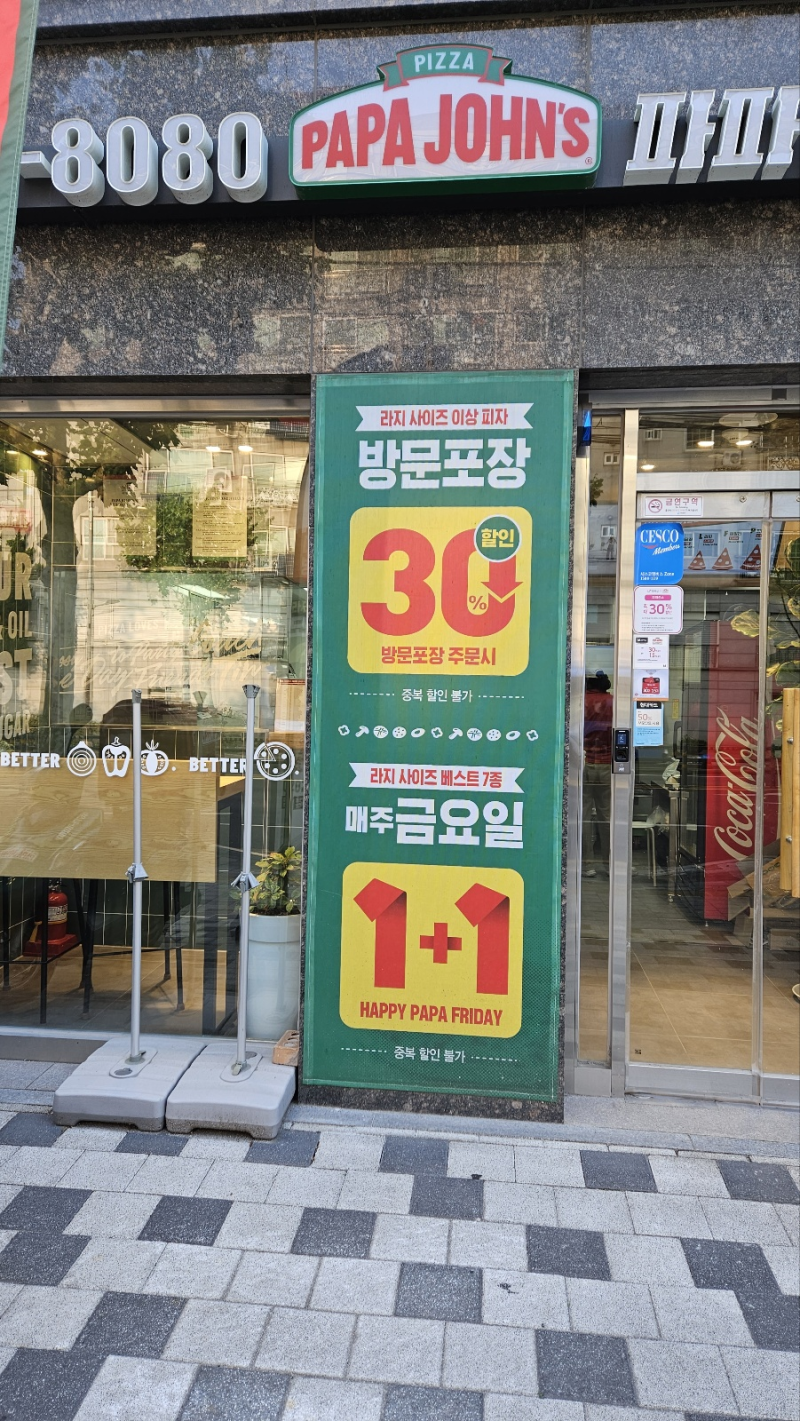 PIZZA
-8080
PAPA JOHN'S
파파
라지 사이즈 이상 피자
방문포장
30%
할인
방문포장 주문시
중복 할인 불가
라지 사이즈 베스트 7종
매주 금요일
1+1
HAPPY PAPA FRIDAY
중복 할인 불가
OIL
BETTER
BETTER
금연구역
CESCO
Members
30%
50%
Coca-Cola